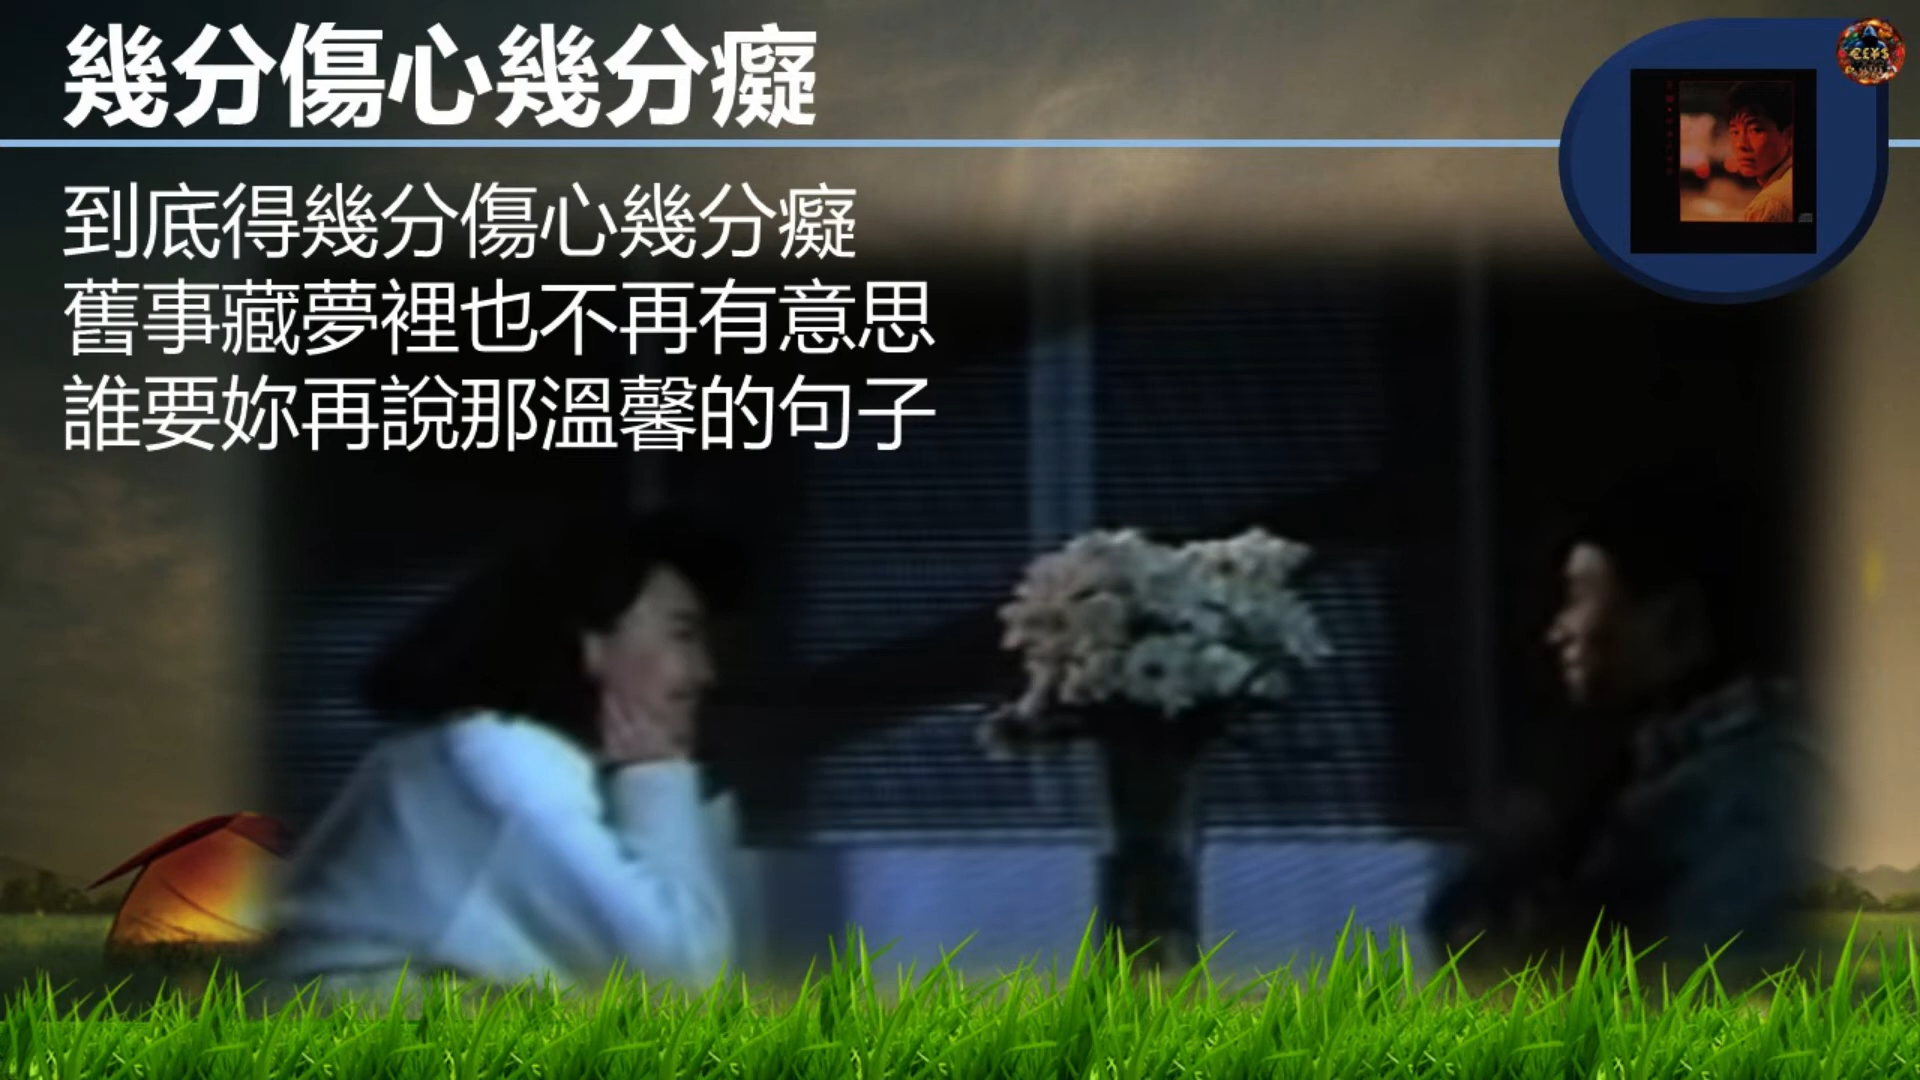 幾分傷心幾分癡
到底得幾分傷心幾分癡
舊事藏夢裡也不再有意思
誰要妳再說那溫馨的句子